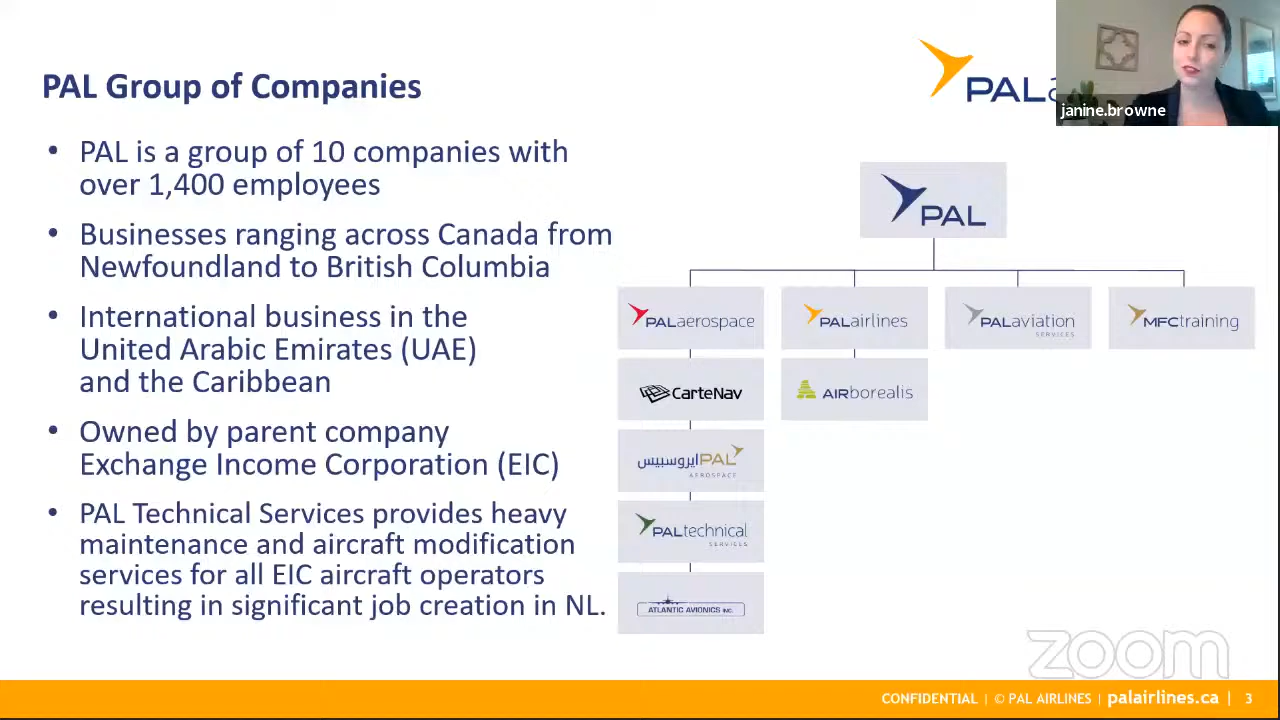 PAL Group of Companies
PAL
janine.browne
• PAL is a group of 10 companies with
over 1,400 employees
• Businesses ranging across Canada from
Newfoundland to British Columbia
• International business in the
United Arabic Emirates (UAE)
and the Caribbean
• Owned by parent company
Exchange Income Corporation (EIC)
• PAL Technical Services provides heavy
maintenance and aircraft modification
services for all EIC aircraft operators
resulting in significant job creation in NL.
PAL
PALaerospace
PALairlines
PALaviation
SERVICES
MFCtraining
CarteNav
AIRborealis
ايروسبيس PAL
AEROSPACE
PALtechnical
SERVICES
ATLANTIC AVIONICS INC.
zoom
CONFIDENTIAL | © PAL AIRLINES | palairlines.ca | 3